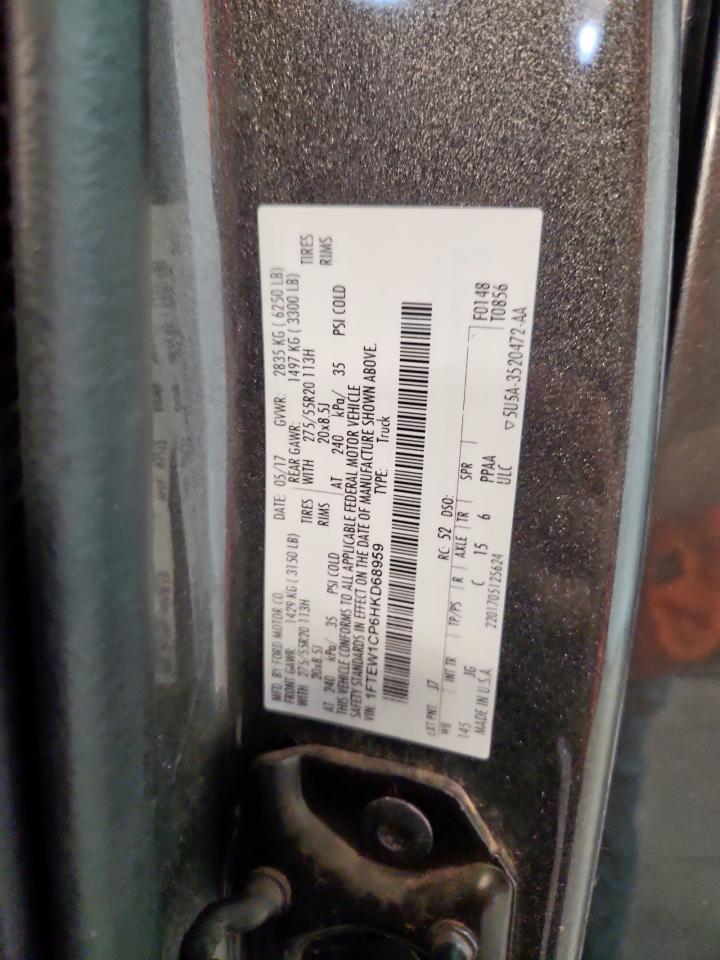 MFD. BY FORD MOTOR CO. DATE: 05/17 GVWR: 2835 KG ( 6250 LB)
FRONT GAWR: 1429 KG ( 3150 LB) REAR GAWR: 1497 KG ( 3300 LB)
WITH 275/55R20 113H TIRES WITH 275/55R20 113H TIRES
20x8.5J RIMS 20x8.5J RIMS
AT 240 kPa/ 35 PSI COLD AT 240 kPa/ 35 PSI COLD
THIS VEHICLE CONFORMS TO ALL APPLICABLE FEDERAL MOTOR VEHICLE
SAFETY STANDARDS IN EFFECT ON THE DATE OF MANUFACTURE SHOWN ABOVE.
VIN: 1FTEW1CP6HKD68959 TYPE: Truck
EXT PNT: J7 RC: 52 DSO: F0148
WB INT TR TP/PS R AXLE TR SPR T0856
145 JG C 15 6 PPAA
MADE IN U.S.A. 2201705125624 ULC ▽5U5A-3520472-AA